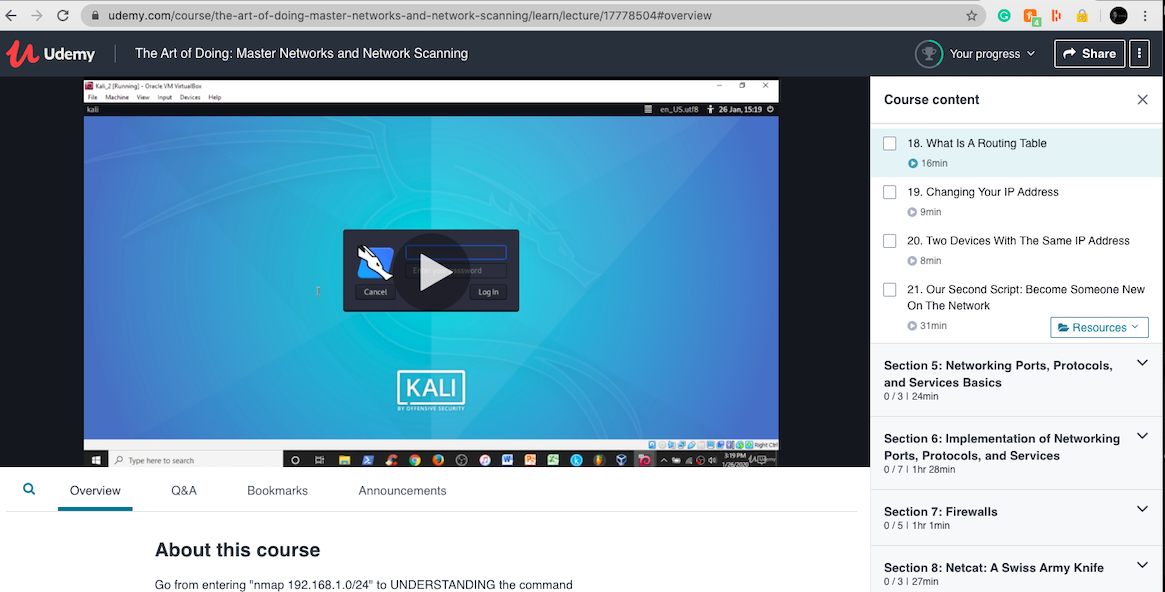 udemy.com/course/the-art-of-doing-master-networks-and-network-scanning/learn/lecture/17778504#overview
4
Udemy
The Art of Doing: Master Networks and Network Scanning
Your progress
Share
Kali_2 [Running] - Oracle VM VirtualBox
File Machine View Input Devices Help
kali
en_US.utf8
26 Jan, 15:19
Enter your password
Cancel
Log In
KALI
BY OFFENSIVE SECURITY
Right Ctrl
Type here to search
3:19 PM
1/26/2020
Course content
18. What Is A Routing Table
16min
19. Changing Your IP Address
9min
20. Two Devices With The Same IP Address
8min
21. Our Second Script: Become Someone New
On The Network
31min
Resources
Section 5: Networking Ports, Protocols,
and Services Basics
0 / 3 | 24min
Section 6: Implementation of Networking
Ports, Protocols, and Services
0 / 7 | 1hr 28min
Section 7: Firewalls
0 / 5 | 1hr 1min
Section 8: Netcat: A Swiss Army Knife
0 / 3 | 27min
Overview
Q&A
Bookmarks
Announcements
About this course
Go from entering "nmap 192.168.1.0/24" to UNDERSTANDING the command